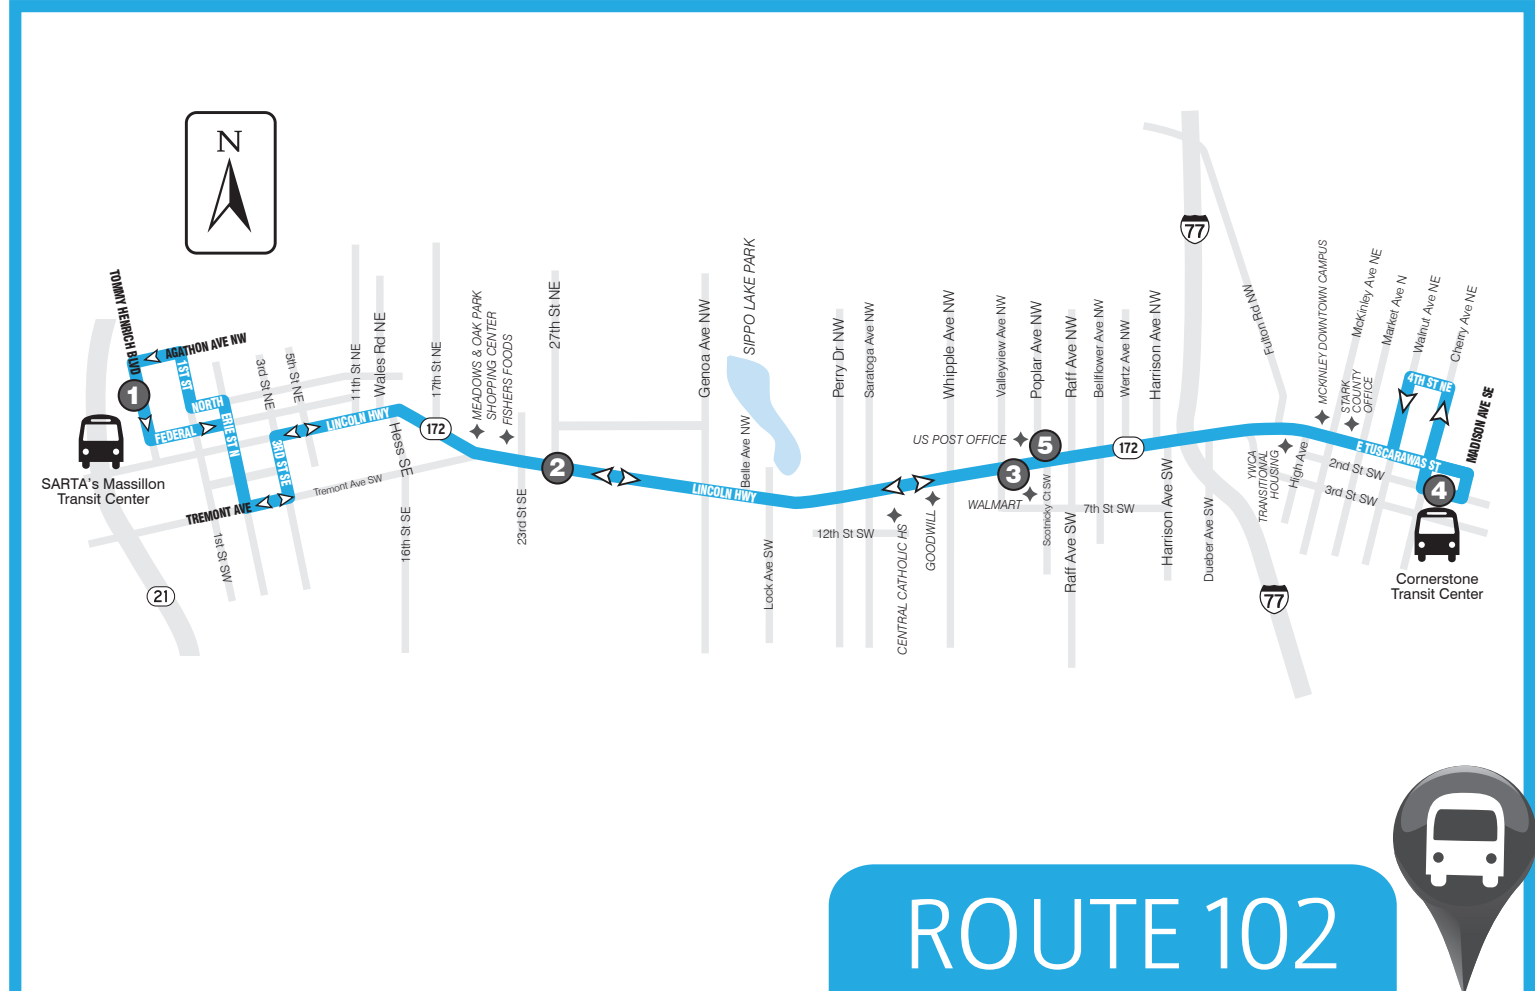 N
TOMMY HENRICH BLVD
AGATHON AVE NW
1ST ST
NORTH
FEDERAL
ERIE ST N
3RD ST SE
TREMONT AVE
1
SARTA's Massillon
Transit Center
21
1st St SW
3rd St NE
5th St NE
Tremont Ave SW
11th St NE
Wales Rd NE
LINCOLN HWY
Hess SE
16th St SE
17th St NE
172
MEADOWS & OAK PARK
SHOPPING CENTER
FISHERS FOODS
23rd St SE
27th St NE
2
LINCOLN HWY
Genoa Ave NW
SIPPO LAKE PARK
Belle Ave NW
Lock Ave SW
Perry Dr NW
Saratoga Ave NW
12th St SW
CENTRAL CATHOLIC HS
GOODWILL
Whipple Ave NW
US POST OFFICE
WALMART
Valleyview Ave NW
Poplar Ave NW
5
3
Scotnicky Ct SW
Raff Ave NW
Raff Ave SW
Bellflower Ave NW
7th St SW
Wertz Ave NW
172
Harrison Ave NW
Harrison Ave SW
Dueber Ave SW
77
77
Fulton Rd NW
YWCA
TRANSITIONAL
HOUSING
High Ave
MCKINLEY DOWNTOWN CAMPUS
STARK
COUNTY
OFFICE
McKinley Ave NE
Market Ave N
Walnut Ave NE
Cherry Ave NE
4TH ST NE
E TUSCARAWAS ST
MADISON AVE SE
2nd St SW
3rd St SW
4
Cornerstone
Transit Center
ROUTE 102